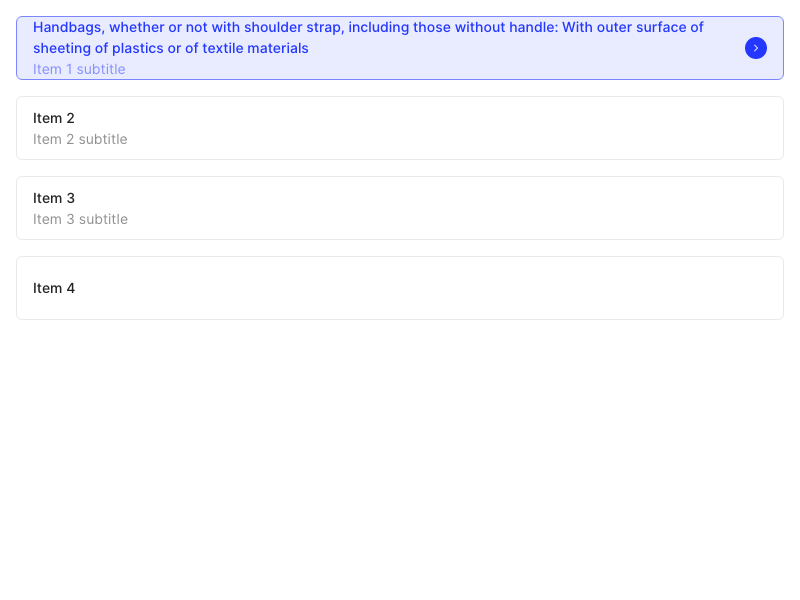 Handbags, whether or not with shoulder strap, including those without handle: With outer surface of
sheeting of plastics or of textile materials
Item 1 subtitle
Item 2
Item 2 subtitle
Item 3
Item 3 subtitle
Item 4